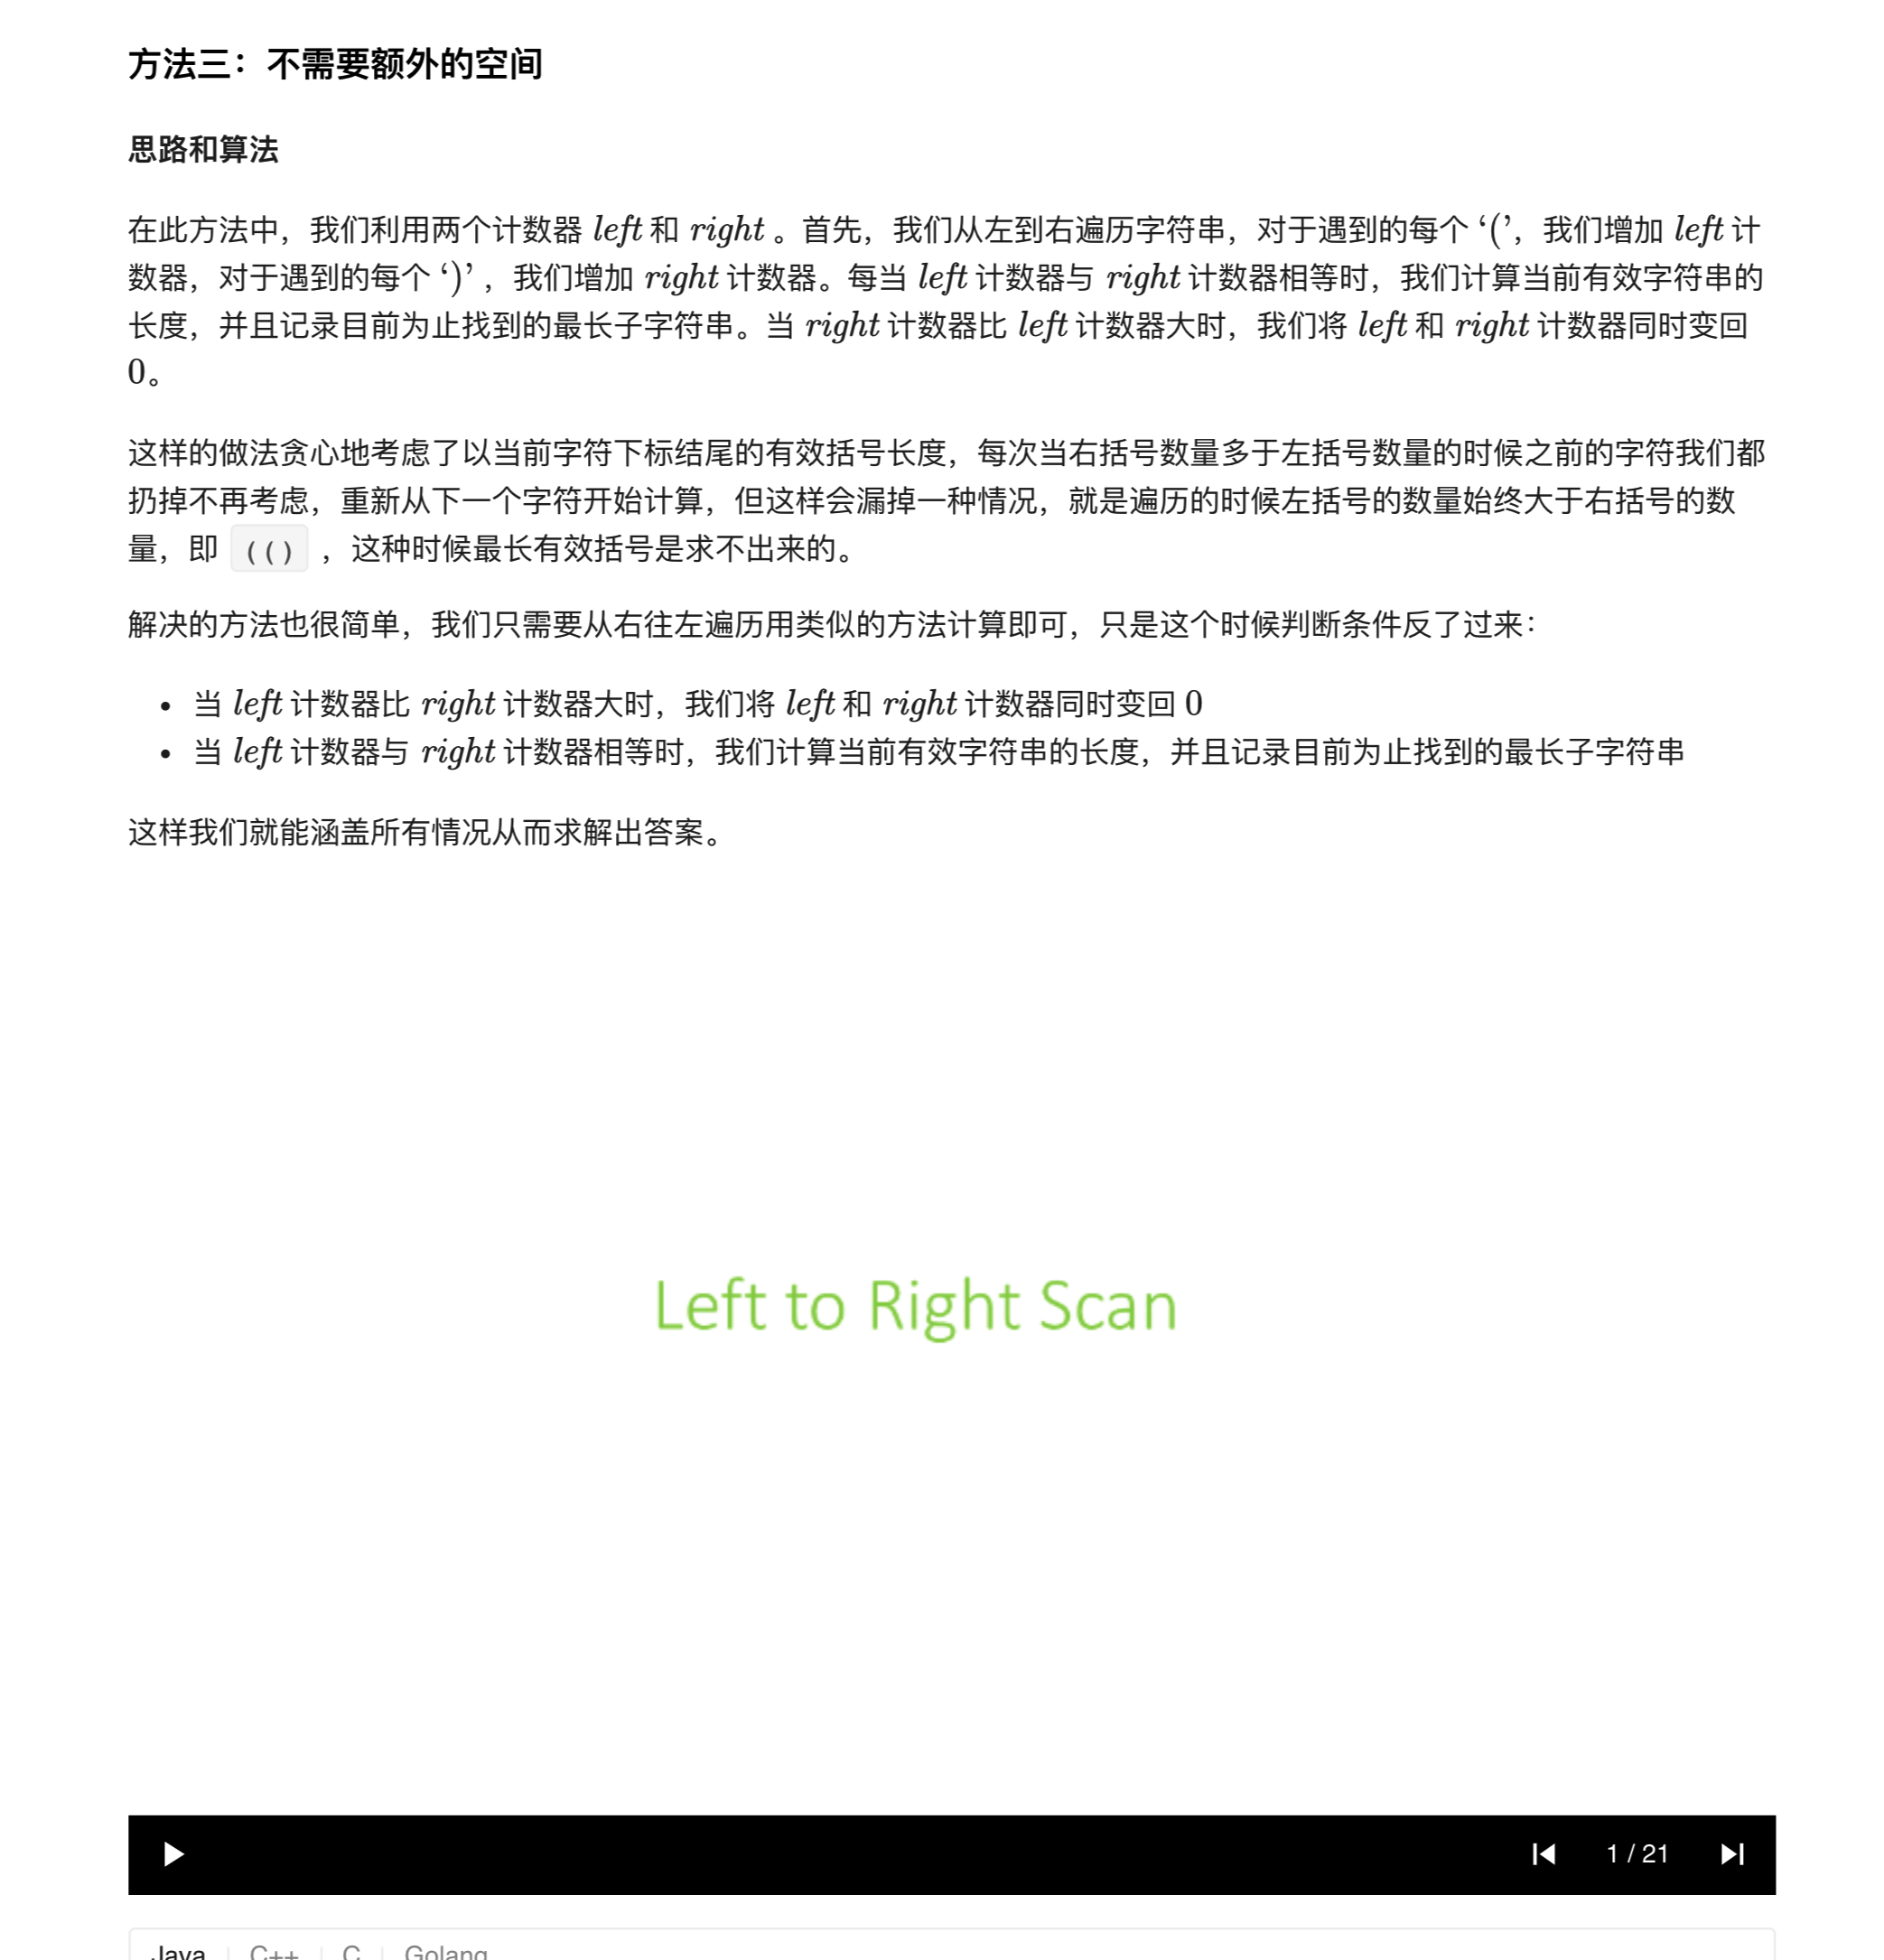 方法三：不需要额外的空间
思路和算法
在此方法中，我们利用两个计数器 left 和 right 。首先，我们从左到右遍历字符串，对于遇到的每个 ‘(’，我们增加 left 计
数器，对于遇到的每个 ‘)’ ，我们增加 right 计数器。每当 left 计数器与 right 计数器相等时，我们计算当前有效字符串的
长度，并且记录目前为止找到的最长子字符串。当 right 计数器比 left 计数器大时，我们将 left 和 right 计数器同时变回
0。
这样的做法贪心地考虑了以当前字符下标结尾的有效括号长度，每次当右括号数量多于左括号数量的时候之前的字符我们都
扔掉不再考虑，重新从下一个字符开始计算，但这样会漏掉一种情况，就是遍历的时候左括号的数量始终大于右括号的数
量，即 (() ，这种时候最长有效括号是求不出来的。
解决的方法也很简单，我们只需要从右往左遍历用类似的方法计算即可，只是这个时候判断条件反了过来：
• 当 left 计数器比 right 计数器大时，我们将 left 和 right 计数器同时变回 0
• 当 left 计数器与 right 计数器相等时，我们计算当前有效字符串的长度，并且记录目前为止找到的最长子字符串
这样我们就能涵盖所有情况从而求解出答案。
Left to Right Scan
1 / 21
Java C++ C Golang